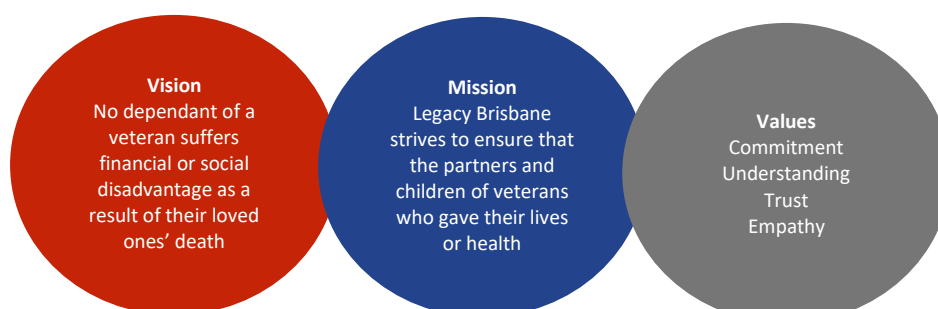 Vision
No dependant of a
veteran suffers
financial or social
disadvantage as a
result of their loved
ones’ death
Mission
Legacy Brisbane
strives to ensure that
the partners and
children of veterans
who gave their lives
or health
Values
Commitment
Understanding
Trust
Empathy